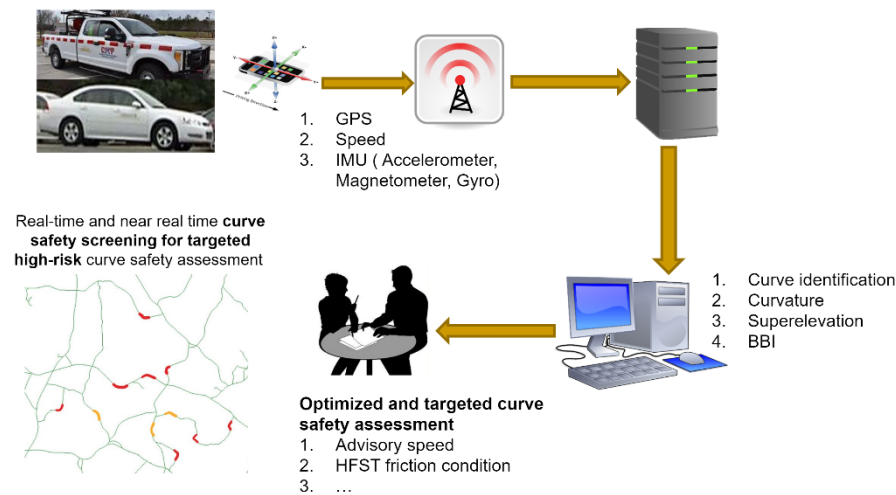 1. GPS
2. Speed
3. IMU ( Accelerometer,
Magnetometer, Gyro)
Real-time and near real time curve
safety screening for targeted
high-risk curve safety assessment
1. Curve identification
2. Curvature
3. Superelevation
4. BBI
Optimized and targeted curve
safety assessment
1. Advisory speed
2. HFST friction condition
3. …